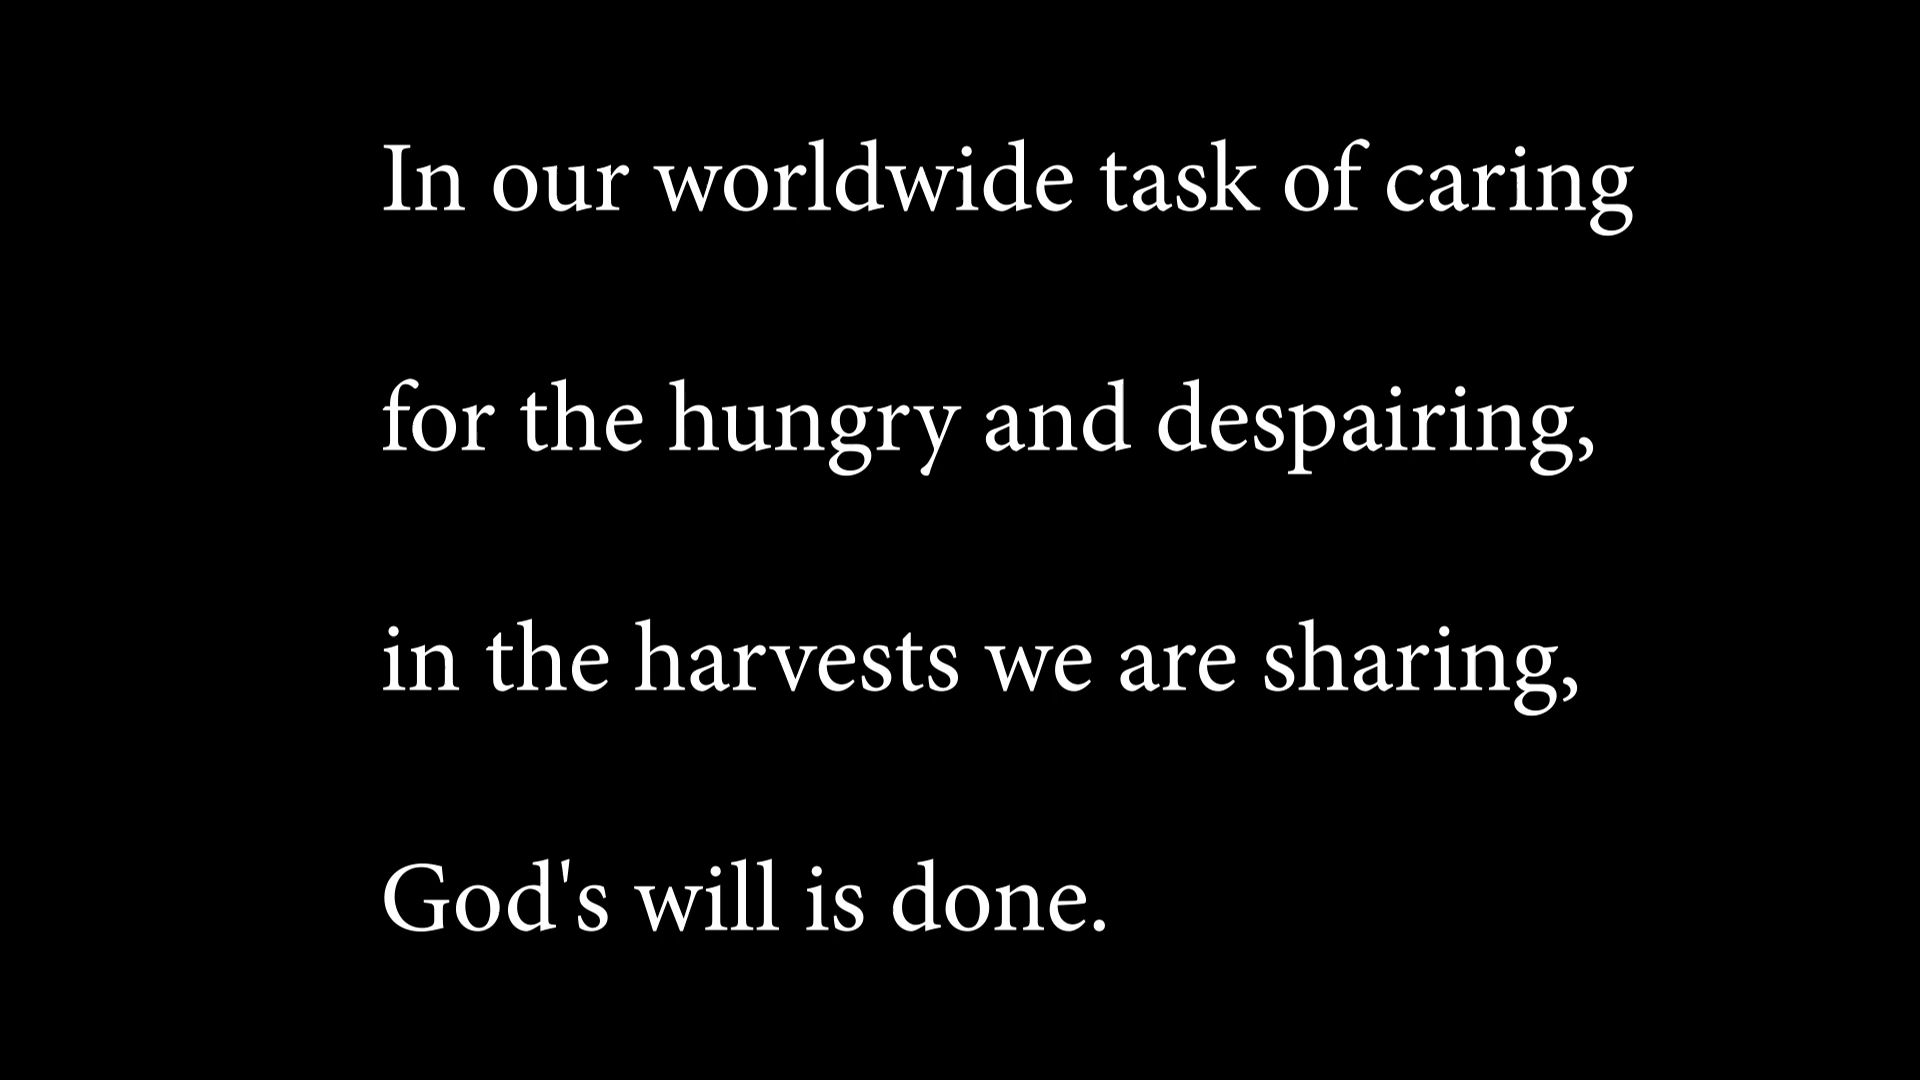 In our worldwide task of caring
for the hungry and despairing,
in the harvests we are sharing,
God's will is done.